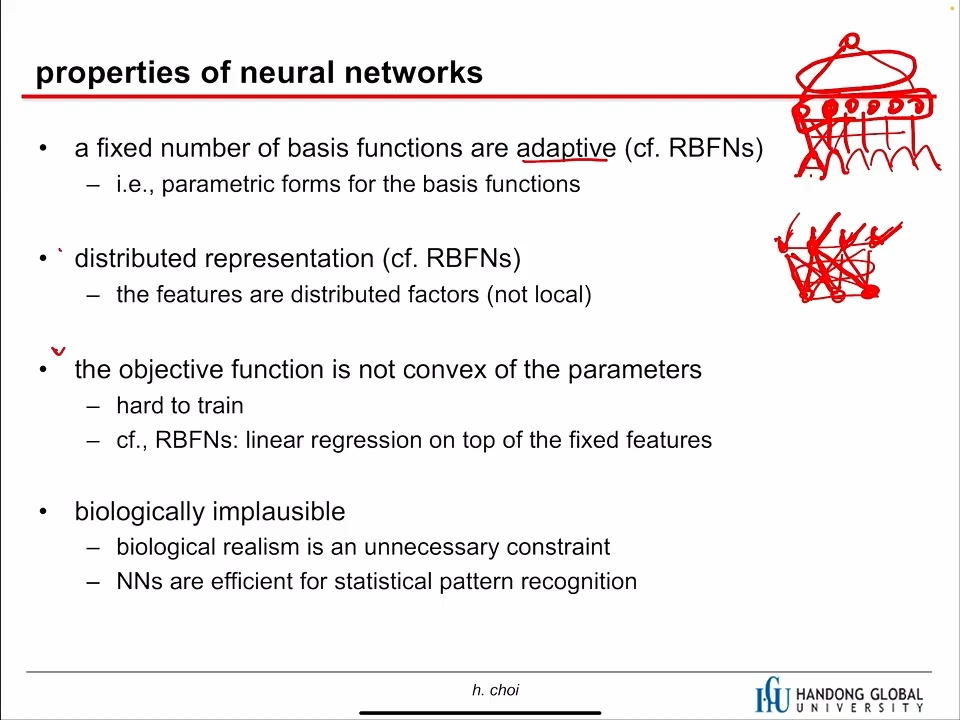 properties of neural networks
• a fixed number of basis functions are adaptive (cf. RBFNs)
– i.e., parametric forms for the basis functions
• distributed representation (cf. RBFNs)
– the features are distributed factors (not local)
• the objective function is not convex of the parameters
– hard to train
– cf., RBFNs: linear regression on top of the fixed features
• biologically implausible
– biological realism is an unnecessary constraint
– NNs are efficient for statistical pattern recognition
h. choi
HANDONG GLOBAL
UNIVERSITY